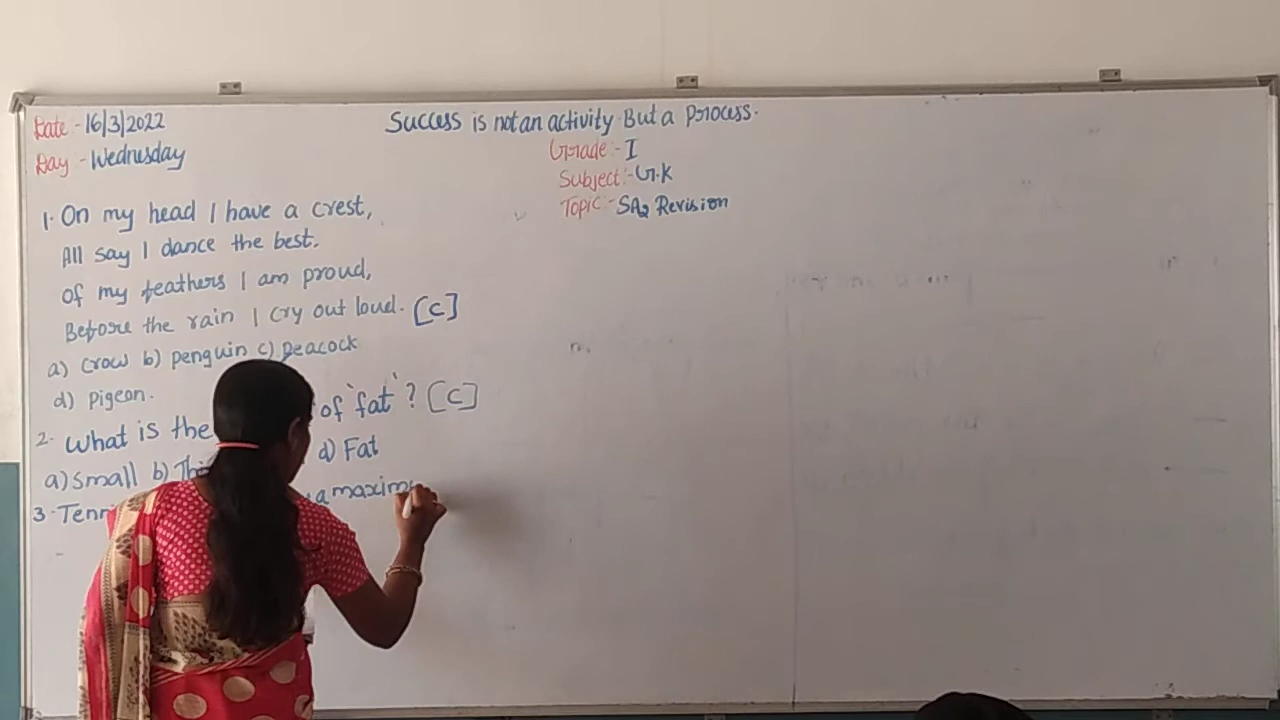 Date - 16/3/2022
Success is not an activity But a process.
Day :- Wednesday
Grade :- I
Subject :- G.K
Topic :- SA2 Revision
1. On my head I have a crest,
All say I dance the best.
of my feathers I am proud,
Before the rain I cry out loud. [C]
a) crow b) penguin c) peacock
d) Pigeon.
2. What is the of 'fat' ? [C]
a) Small b) d) Fat
3. a